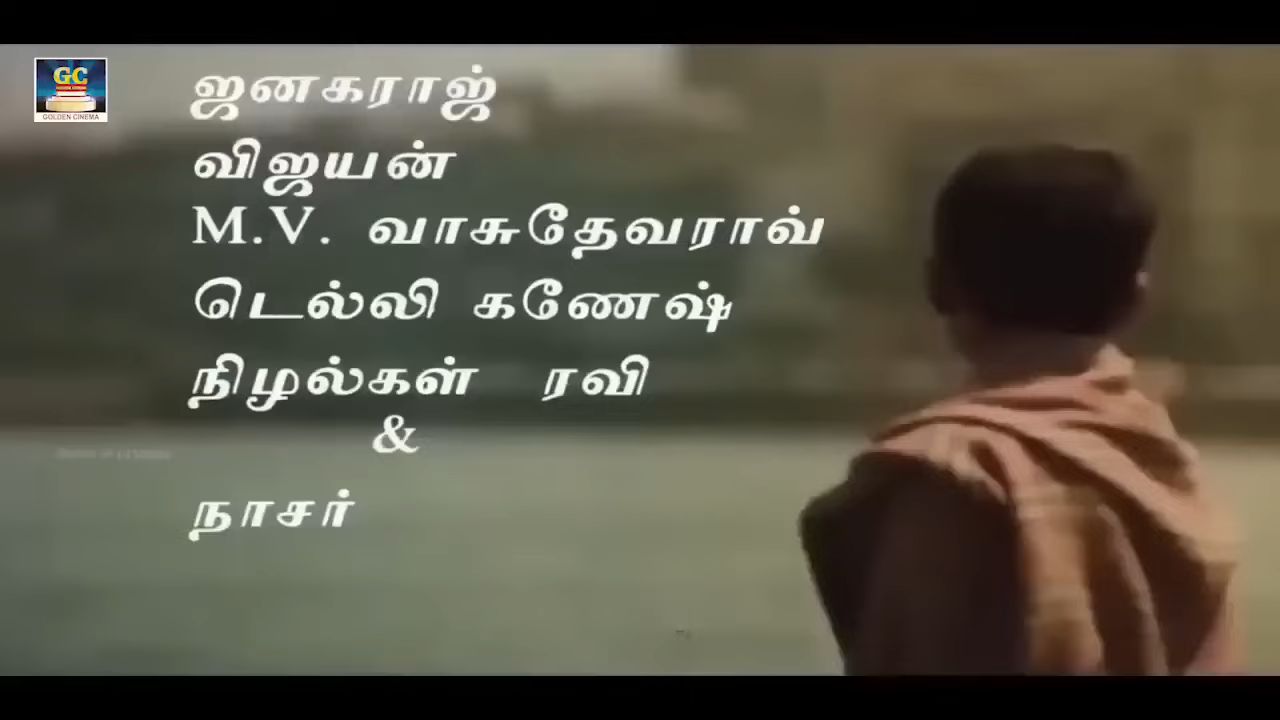 GC
GOLDEN CINEMA
ஜனகராஜ்
விஜயன்
M.V. வாசுதேவராவ்
டெல்லி கணேஷ்
நிழல்கள் ரவி
&
நாசர்